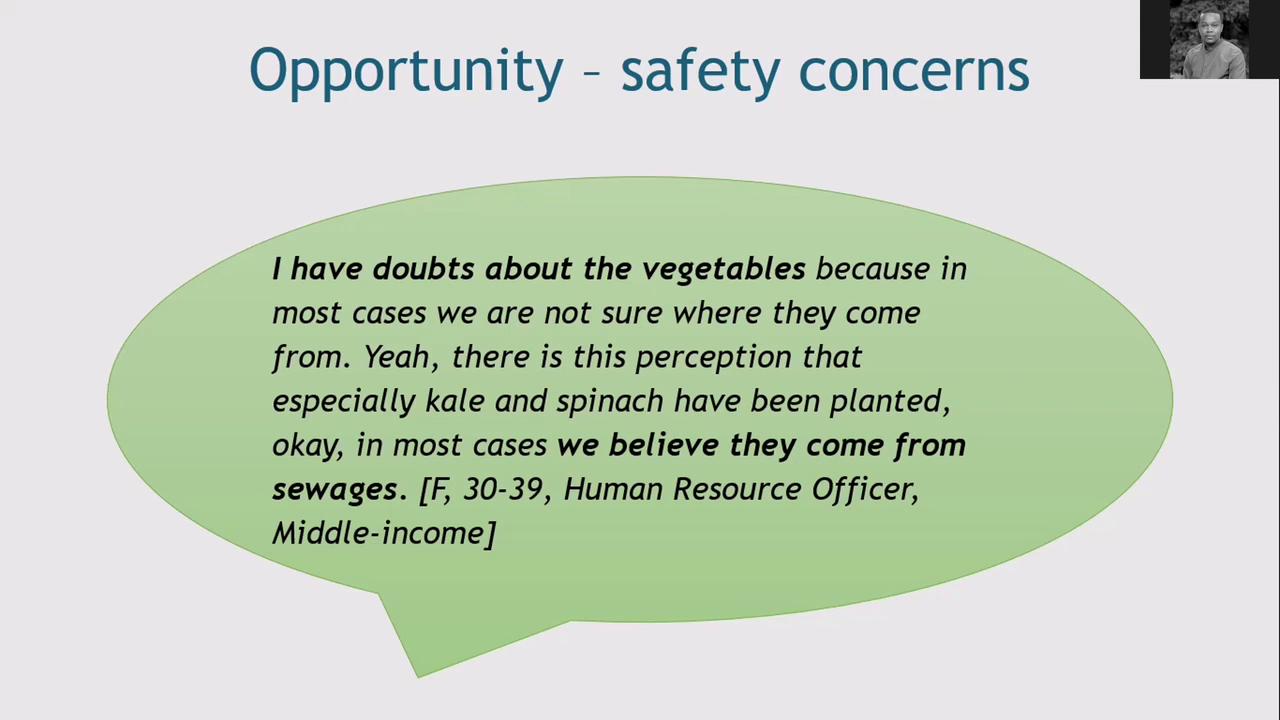 Opportunity – safety concerns
I have doubts about the vegetables because in
most cases we are not sure where they come
from. Yeah, there is this perception that
especially kale and spinach have been planted,
okay, in most cases we believe they come from
sewages. [F, 30-39, Human Resource Officer,
Middle-income]